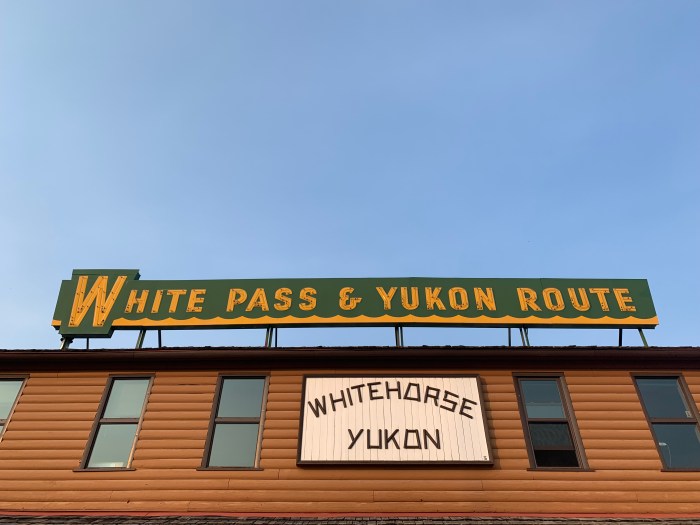 WHITE PASS & YUKON ROUTE
WHITEHORSE
YUKON